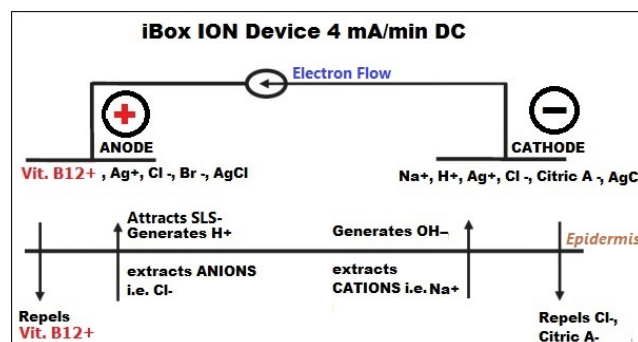 iBox ION Device 4 mA/min DC
Electron Flow
+
ANODE
CATHODE
Vit. B12+ , Ag+, Cl -, Br -, AgCl
Na+, H+, Ag+, Cl -, Citric A -, AgC
Attracts SLS-
Generates H+
Generates OH–
Epidermis
extracts ANIONS
i.e. Cl-
extracts
CATIONS i.e. Na+
Repels
Vit. B12+
Repels Cl-,
Citric A-